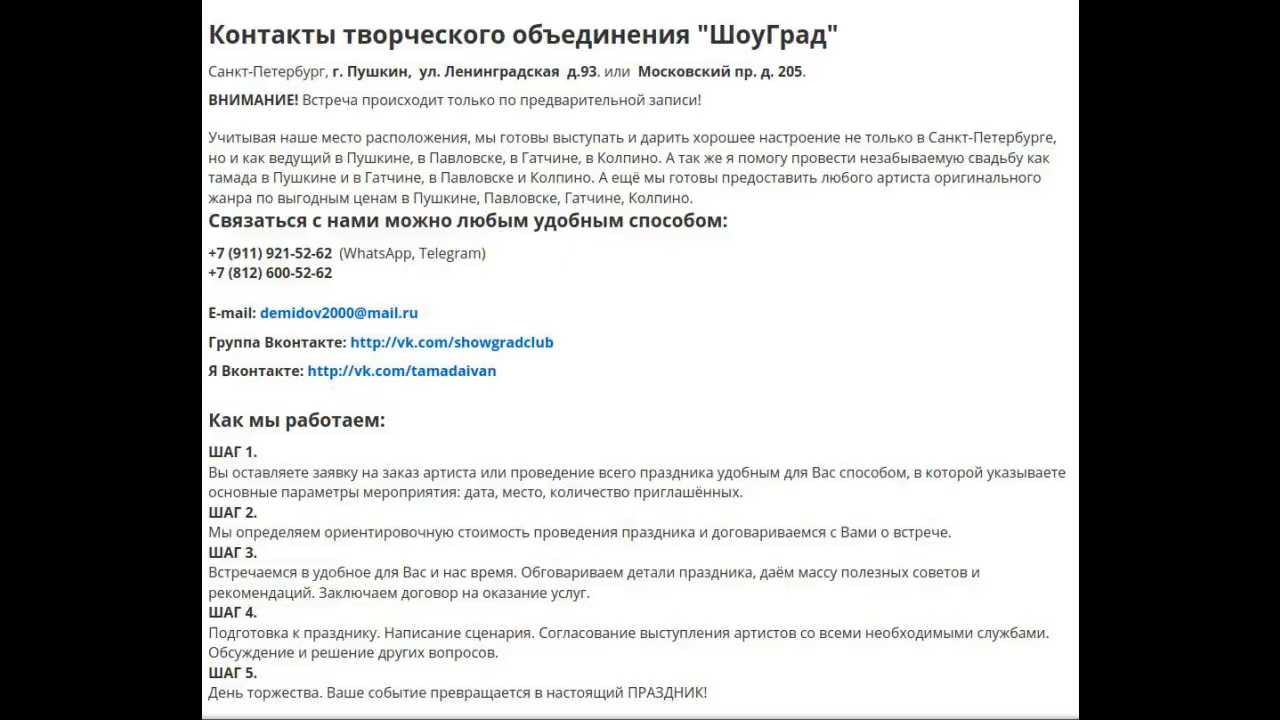 Контакты творческого объединения "ШоуГрад"
Санкт-Петербург, г. Пушкин, ул. Ленинградская д.93. или Московский пр. д. 205.
ВНИМАНИЕ! Встреча происходит только по предварительной записи!
Учитывая наше место расположения, мы готовы выступать и дарить хорошее настроение не только в Санкт-Петербурге,
но и как ведущий в Пушкине, в Павловске, в Гатчине, в Колпино. А так же я помогу провести незабываемую свадьбу как
тамада в Пушкине и в Гатчине, в Павловске и Колпино. А ещё мы готовы предоставить любого артиста оригинального
жанра по выгодным ценам в Пушкине, Павловске, Гатчине, Колпино.
Связаться с нами можно любым удобным способом:
+7 (911) 921-52-62 (WhatsApp, Telegram)
+7 (812) 600-52-62
E-mail: demidov2000@mail.ru
Группа Вконтакте: http://vk.com/showgradclub
Я Вконтакте: http://vk.com/tamadaivan
Как мы работаем:
ШАГ 1.
Вы оставляете заявку на заказ артиста или проведение всего праздника удобным для Вас способом, в которой указываете
основные параметры мероприятия: дата, место, количество приглашённых.
ШАГ 2.
Мы определяем ориентировочную стоимость проведения праздника и договариваемся с Вами о встрече.
ШАГ 3.
Встречаемся в удобное для Вас и нас время. Обговариваем детали праздника, даём массу полезных советов и
рекомендаций. Заключаем договор на оказание услуг.
ШАГ 4.
Подготовка к празднику. Написание сценария. Согласование выступления артистов со всеми необходимыми службами.
Обсуждение и решение других вопросов.
ШАГ 5.
День торжества. Ваше событие превращается в настоящий ПРАЗДНИК!